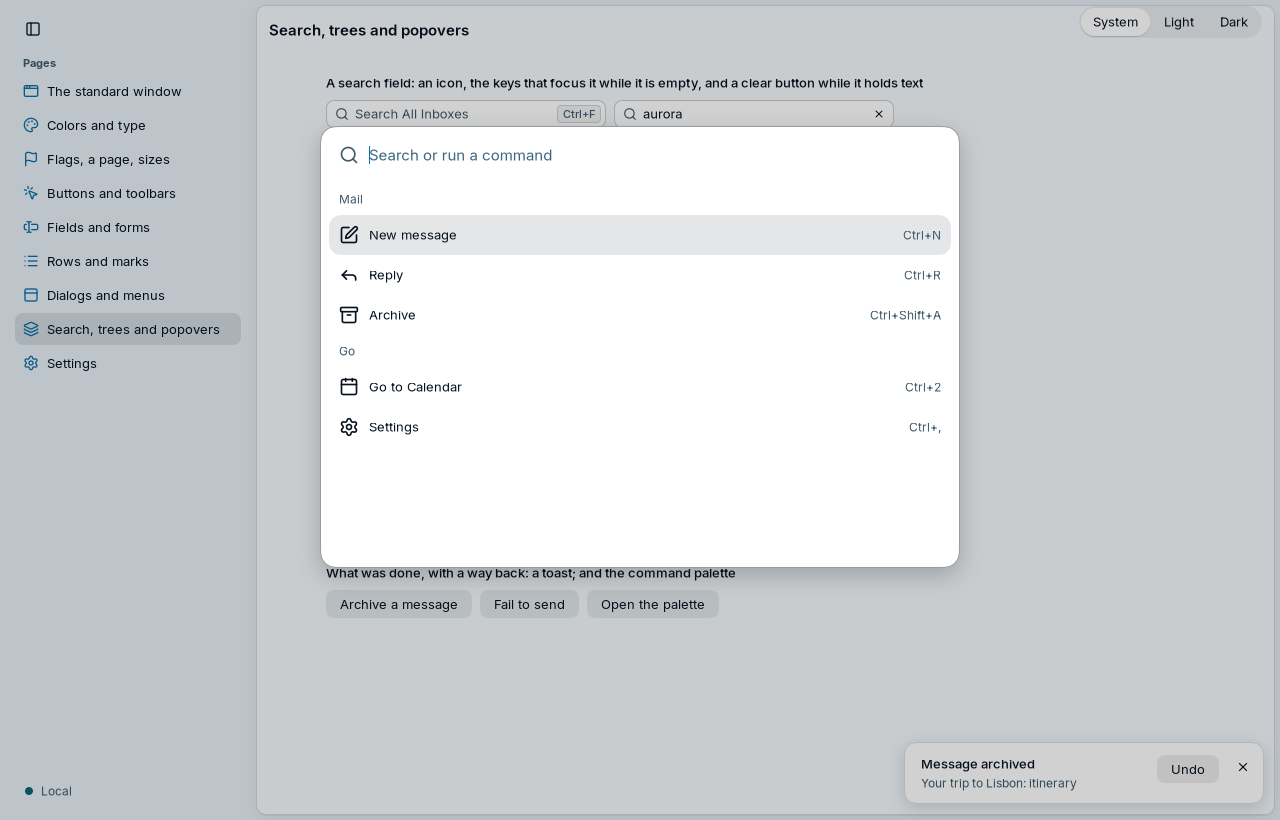 Pages
The standard window
Colors and type
Flags, a page, sizes
Buttons and toolbars
Fields and forms
Rows and marks
Dialogs and menus
Search, trees and popovers
Settings
Local
Search, trees and popovers
System Light Dark
A search field: an icon, the keys that focus it while it is empty, and a clear button while it holds text
Search All Inboxes Ctrl+F aurora
Search or run a command
Mail
New message Ctrl+N
Reply Ctrl+R
Archive Ctrl+Shift+A
Go
Go to Calendar Ctrl+2
Settings Ctrl+,
What was done, with a way back: a toast; and the command palette
Archive a message Fail to send Open the palette
Message archived
Your trip to Lisbon: itinerary
Undo